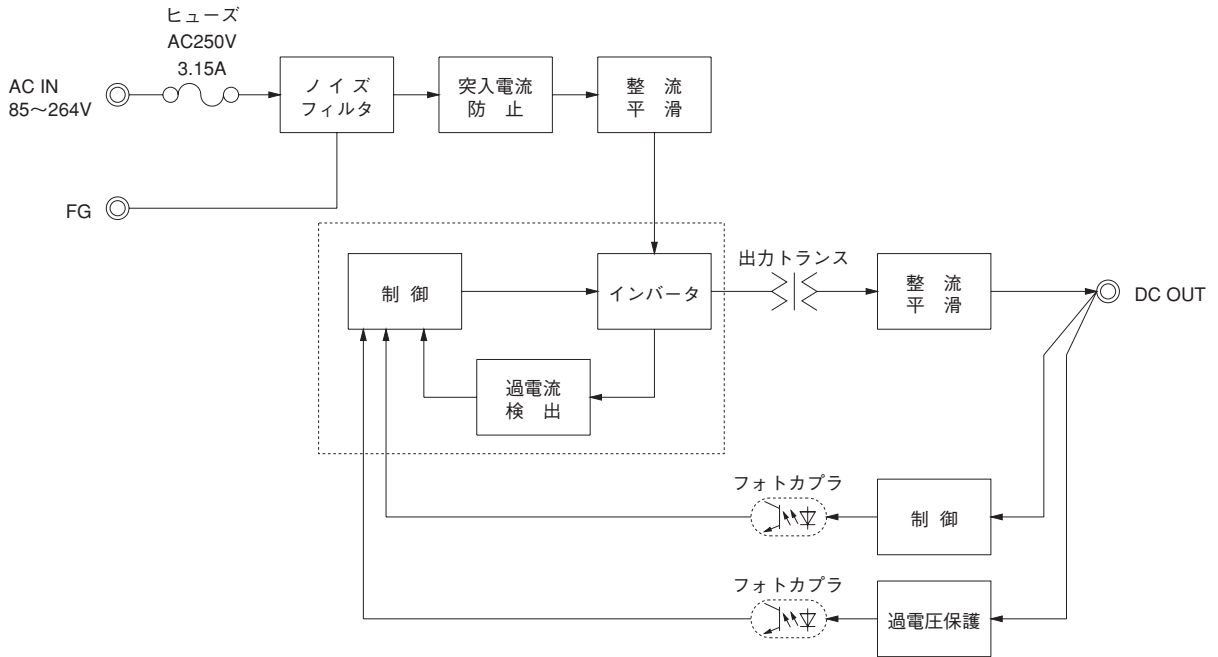 ヒューズ
AC250V
3.15A
AC IN
85～264V
ノイズ
フィルタ
突入電流
防止
整流
平滑
FG
制御
インバータ
出力トランス
整流
平滑
DC OUT
過電流
検出
フォトカプラ
制御
フォトカプラ
過電圧保護